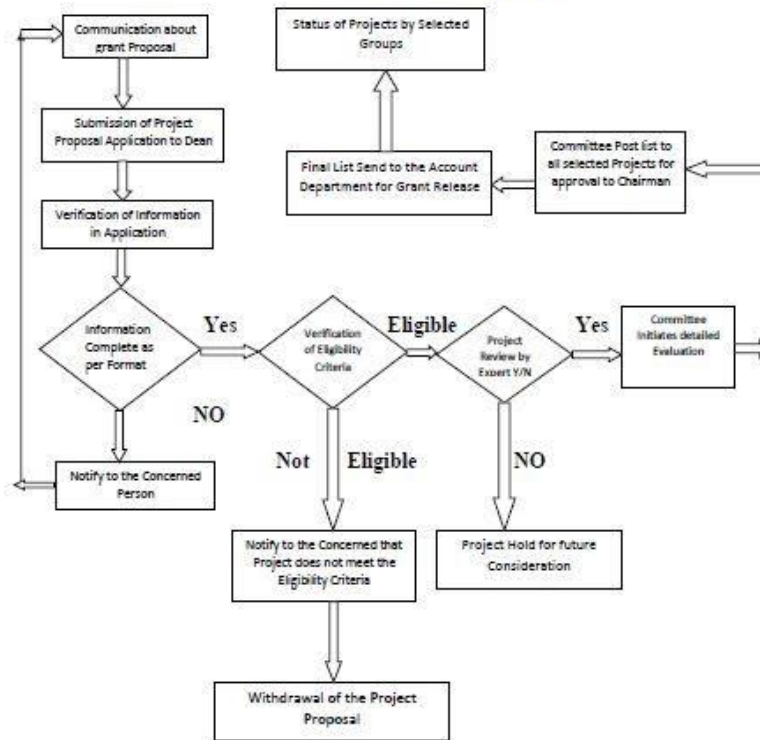 Communication about
grant Proposal
Submission of Project
Proposal Application to Dean
Verification of Information
in Application
Information
Complete as
per Format
Yes
NO
Notify to the Concerned
Person
Verification
of Eligibility
Criteria
Eligible
Not Eligible
Notify to the Concerned that
Project does not meet the
Eligibility Criteria
Withdrawal of the Project
Proposal
Project
Review by
Expert Y/N
Yes
NO
Project Hold for future
Consideration
Committee
Initiates detailed
Evaluation
Committee Post list to
all selected Projects for
approval to Chairman
Final List Send to the Account
Department for Grant Release
Status of Projects by Selected
Groups